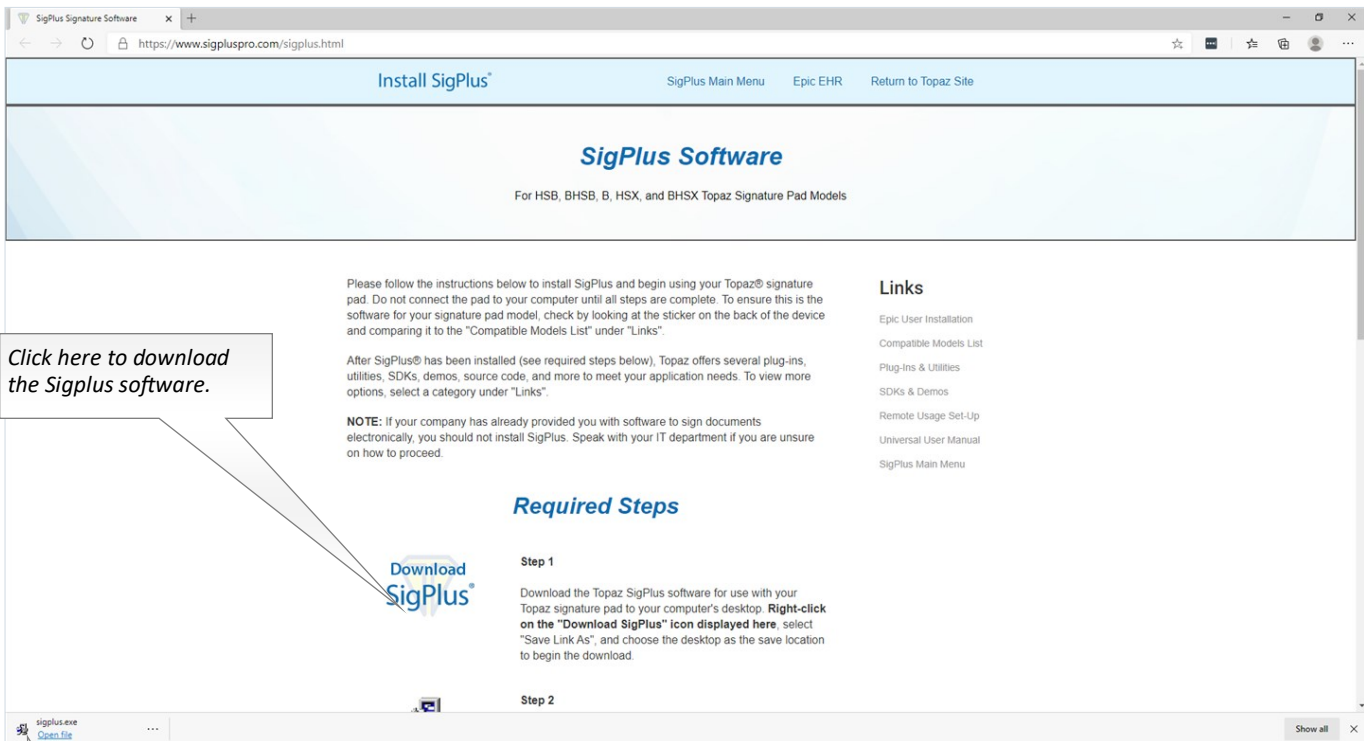 SigPlus Signature Software
https://www.sigpluspro.com/sigplus.html
Install SigPlus®
SigPlus Main Menu
Epic EHR
Return to Topaz Site
SigPlus Software
For HSB, BHSB, B, HSX, and BHSX Topaz Signature Pad Models
Please follow the instructions below to install SigPlus and begin using your Topaz® signature
pad. Do not connect the pad to your computer until all steps are complete. To ensure this is the
software for your signature pad model, check by looking at the sticker on the back of the device
and comparing it to the "Compatible Models List" under "Links".
After SigPlus® has been installed (see required steps below), Topaz offers several plug-ins,
utilities, SDKs, demos, source code, and more to meet your application needs. To view more
options, select a category under "Links".
NOTE: If your company has already provided you with software to sign documents
electronically, you should not install SigPlus. Speak with your IT department if you are unsure
on how to proceed.
Links
Epic User Installation
Compatible Models List
Plug-Ins & Utilities
SDKs & Demos
Remote Usage Set-Up
Universal User Manual
SigPlus Main Menu
Click here to download
the Sigplus software.
Required Steps
Download
SigPlus®
Step 1
Download the Topaz SigPlus software for use with your
Topaz signature pad to your computer's desktop. Right-click
on the "Download SigPlus" icon displayed here, select
"Save Link As", and choose the desktop as the save location
to begin the download.
Step 2
sigplus.exe
Open file
Show all